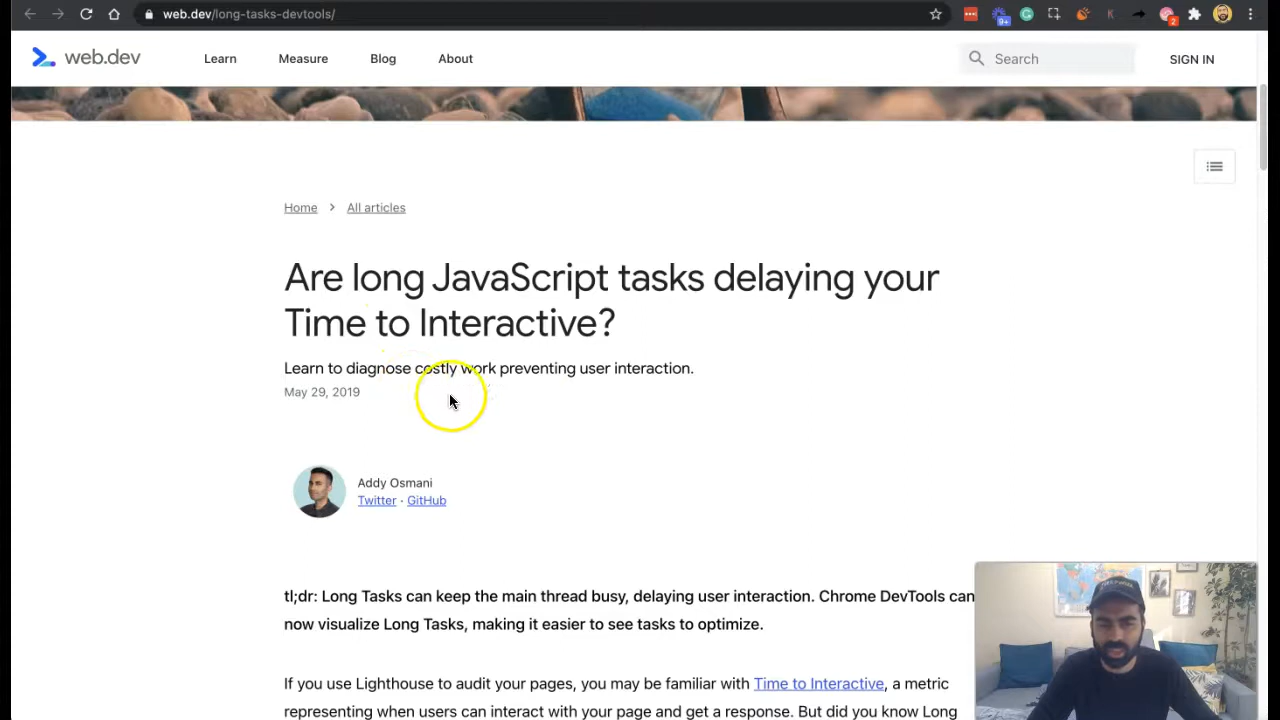 web.dev/long-tasks-devtools/
9+
2
web.dev
Learn
Measure
Blog
About
Search
SIGN IN
Home
All articles
Are long JavaScript tasks delaying your
Time to Interactive?
Learn to diagnose costly work preventing user interaction.
May 29, 2019
Addy Osmani
Twitter · GitHub
tl;dr: Long Tasks can keep the main thread busy, delaying user interaction. Chrome DevTools can
now visualize Long Tasks, making it easier to see tasks to optimize.
If you use Lighthouse to audit your pages, you may be familiar with Time to Interactive, a metric
representing when users can interact with your page and get a response. But did you know Long